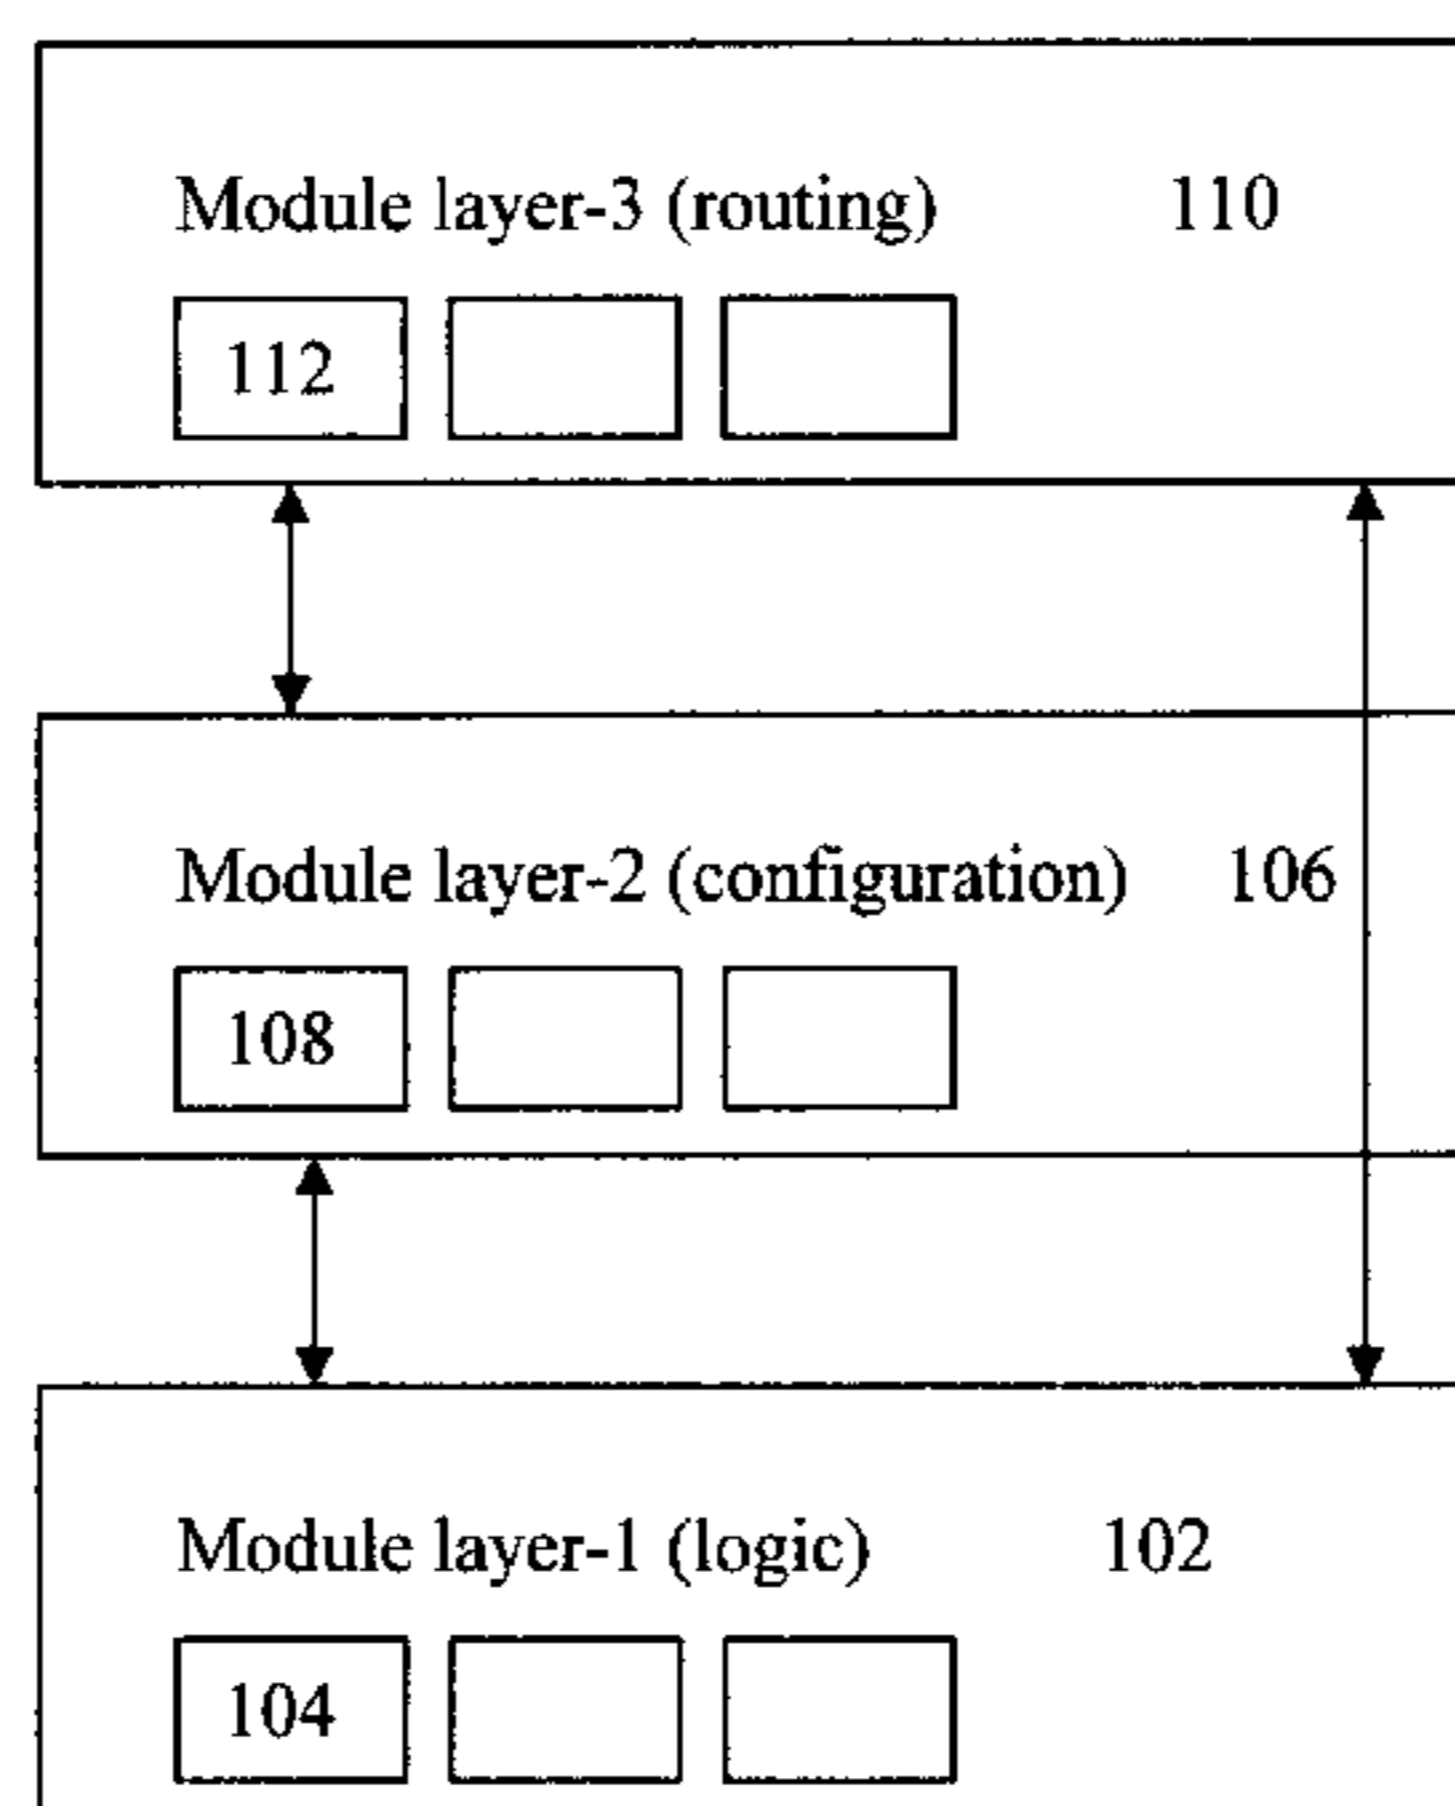 Module layer-3 (routing) 110
112
Module layer-2 (configuration) 106
108
Module layer-1 (logic) 102
104